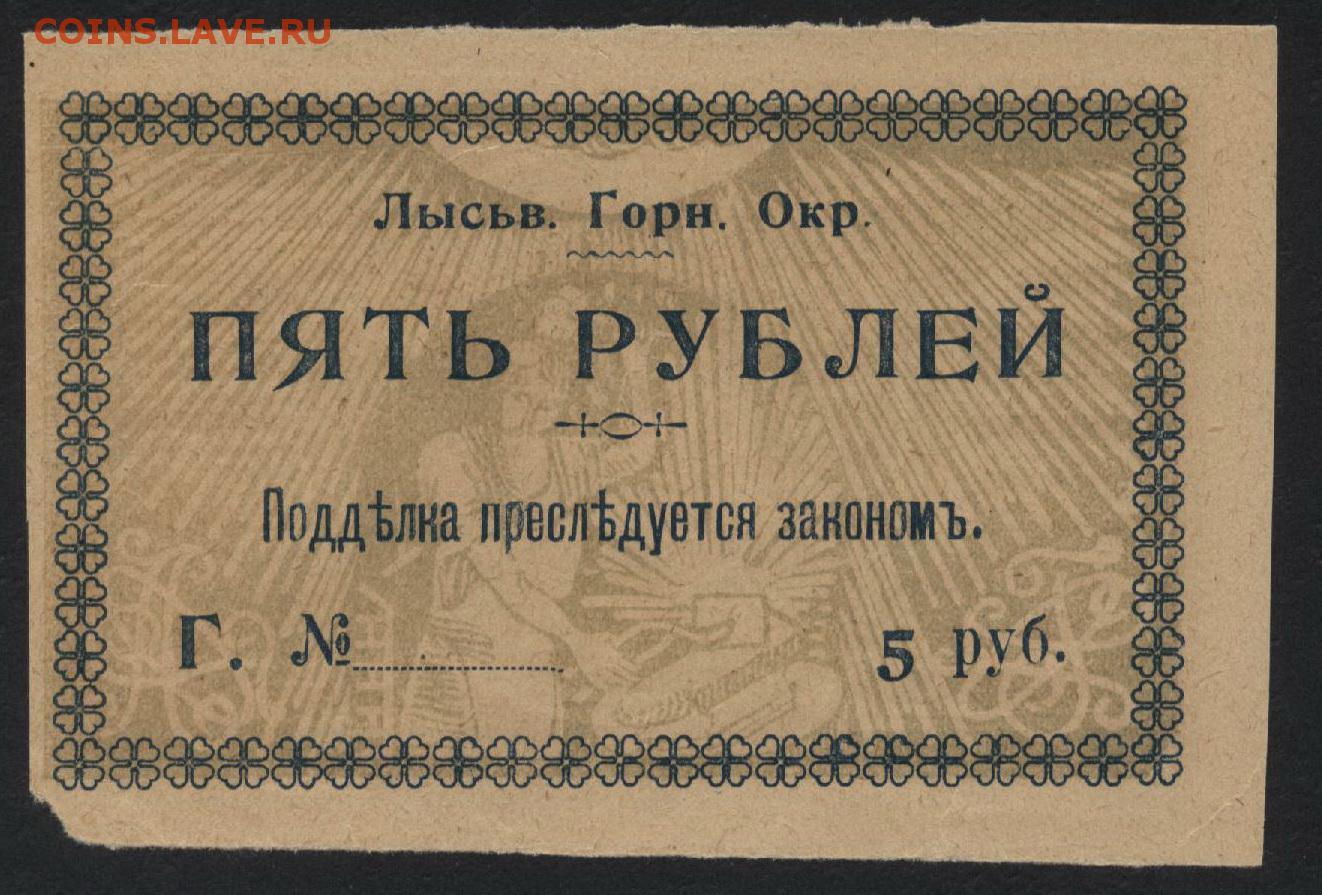 COINS.LAVE.RU
Лысьв. Горн. Окр.
ПЯТЬ РУБЛЕЙ
Поддѣлка преслѣдуется закономъ.
Г. № 5 руб.